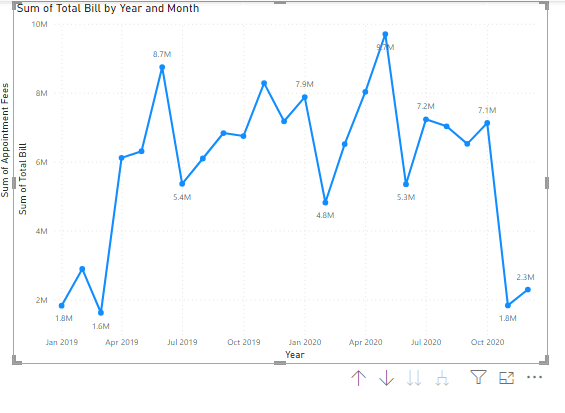 Sum of Total Bill by Year and Month
Sum of Appointment Fees
Sum of Total Bill
10M
8M
6M
4M
2M
1.8M
1.6M
8.7M
5.4M
7.9M
4.8M
9.7M
5.3M
7.2M
7.1M
1.8M
2.3M
Jan 2019
Apr 2019
Jul 2019
Oct 2019
Jan 2020
Apr 2020
Jul 2020
Oct 2020
Year